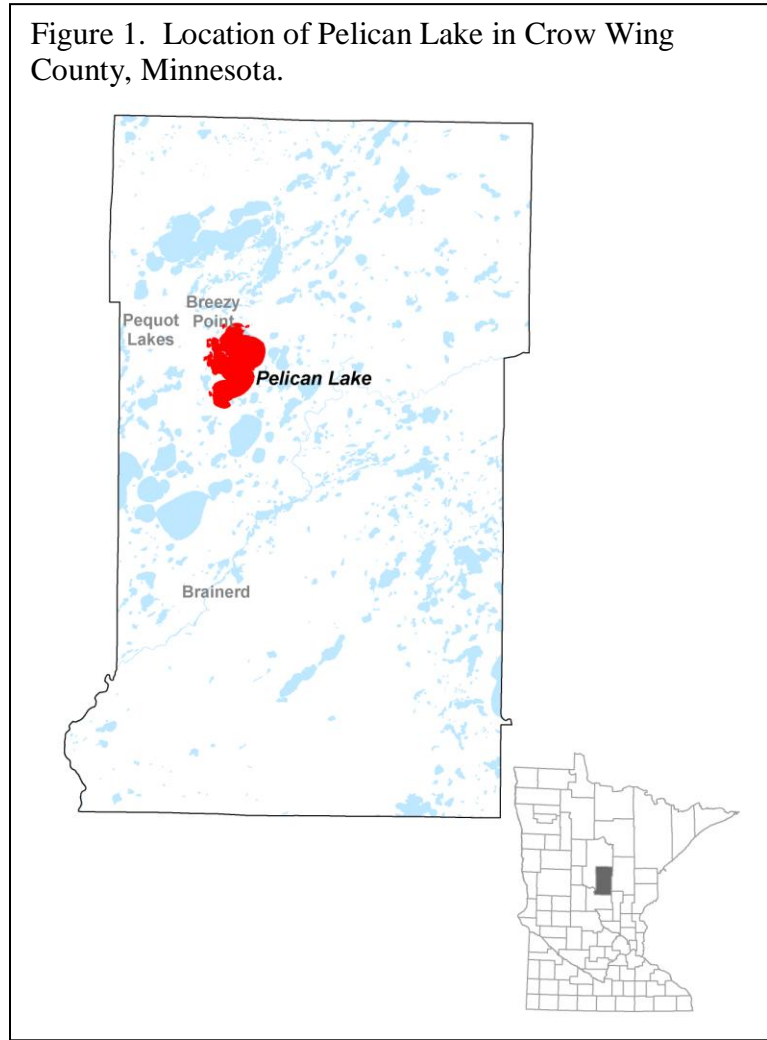 Figure 1.  Location of Pelican Lake in Crow Wing
County, Minnesota.
Breezy
Point
Pequot
Lakes
Pelican Lake
Brainerd